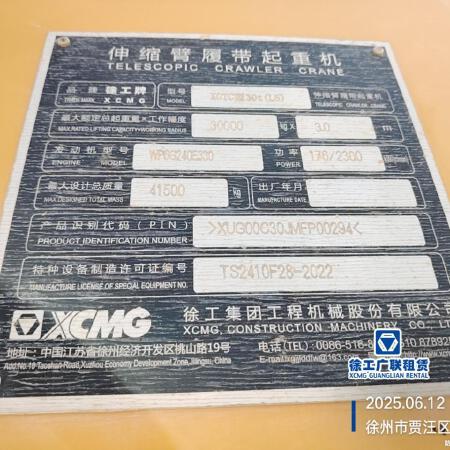 伸缩臂履带起重机
TELESCOPIC CRAWLER CRANE
品牌 徐工牌 型号 伸缩臂履带起重机
TRADE MARK XCMG MODEL TELESCOPIC CRAWLER CRANE
最大额定总起重量×工作幅度 30000 kg× 3.0 m
MAX.RATED LIFTING CAPACITY×WORKING RADIUS
发动机型号 功率 176/2300
ENGINE MODEL POWER
最大设计总质量 41500 kg 出厂年月
MAX.DESIGNED TOTAL MASS MANUFACTURE DATE
产品识别代码(PIN) >XUG00C30JMFP00294<
PRODUCT IDENTIFICATION NUMBER
特种设备制造许可证编号 TS2410F28-2022
MANUFACTURE LICENSE OF SPECIAL EQUIPMENT NO.
XCMG 徐工集团工程机械股份有限公
XCMG CONSTRUCTION MACHINERY CO., LT
地址:中国江苏省徐州经济开发区桃山路19号 电话(TEL):0086-516-8
Add:No.19 Taoshan Road, Xuzhou Economy Development Zone, Jiangsu, China
徐工广联租赁
XCMG GUANGLIAN RENTAL
2025.06.12
徐州市贾汪区